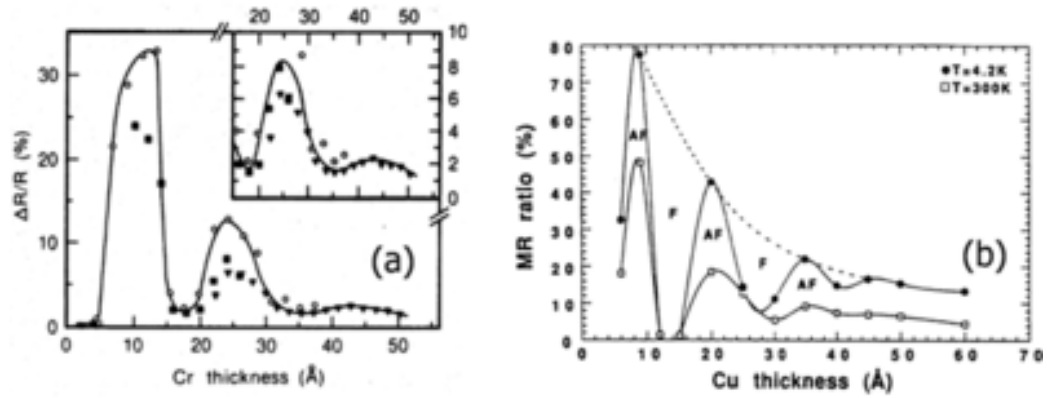 20 30 40 50
10
8
6
4
2
0
ΔR/R (%)
30
20
10
0
(a)
0 10 20 30 40 50
Cr thickness (Å)
MR ratio (%)
80
70
60
50
40
30
20
10
0
T=4.2K
T=300K
AF
F
AF
F
AF
(b)
0 10 20 30 40 50 60 70
Cu thickness (Å)